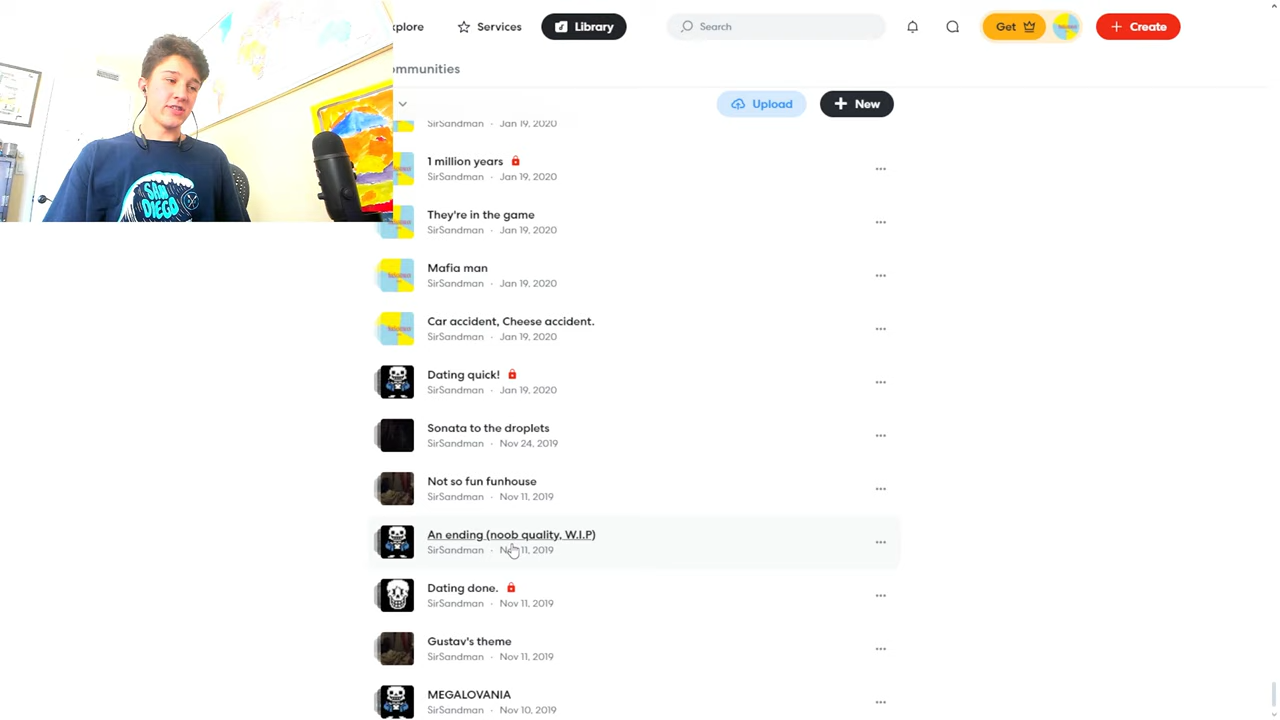 xplore
Services
Library
Search
Get
Create
ommunities
Upload
New
SirSandman · Jan 19, 2020
1 million years
SirSandman · Jan 19, 2020
They're in the game
SirSandman · Jan 19, 2020
Mafia man
SirSandman · Jan 19, 2020
Car accident, Cheese accident.
SirSandman · Jan 19, 2020
Dating quick!
SirSandman · Jan 19, 2020
Sonata to the droplets
SirSandman · Nov 24, 2019
Not so fun funhouse
SirSandman · Nov 11, 2019
An ending (noob quality, W.I.P)
SirSandman · Nov 11, 2019
Dating done.
SirSandman · Nov 11, 2019
Gustav's theme
SirSandman · Nov 11, 2019
MEGALOVANIA
SirSandman · Nov 10, 2019
SAN
DIEGO